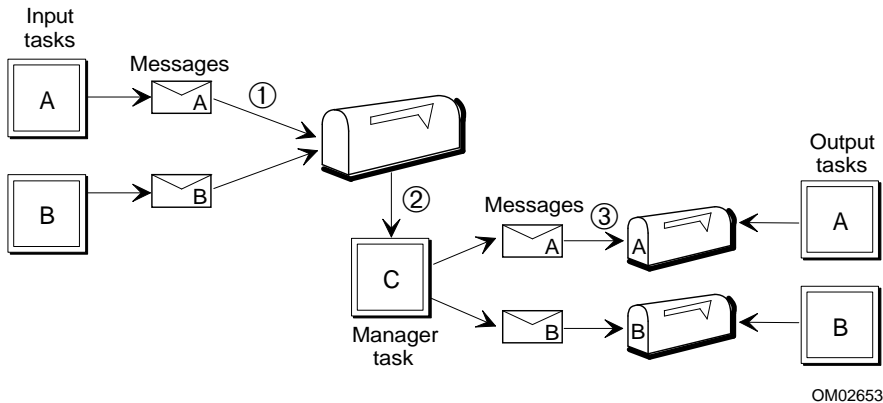 Input
tasks
Messages
A
A
①
B
B
②
Output
tasks
Messages
③
A
A
A
C
Manager
task
B
B
B
OM02653